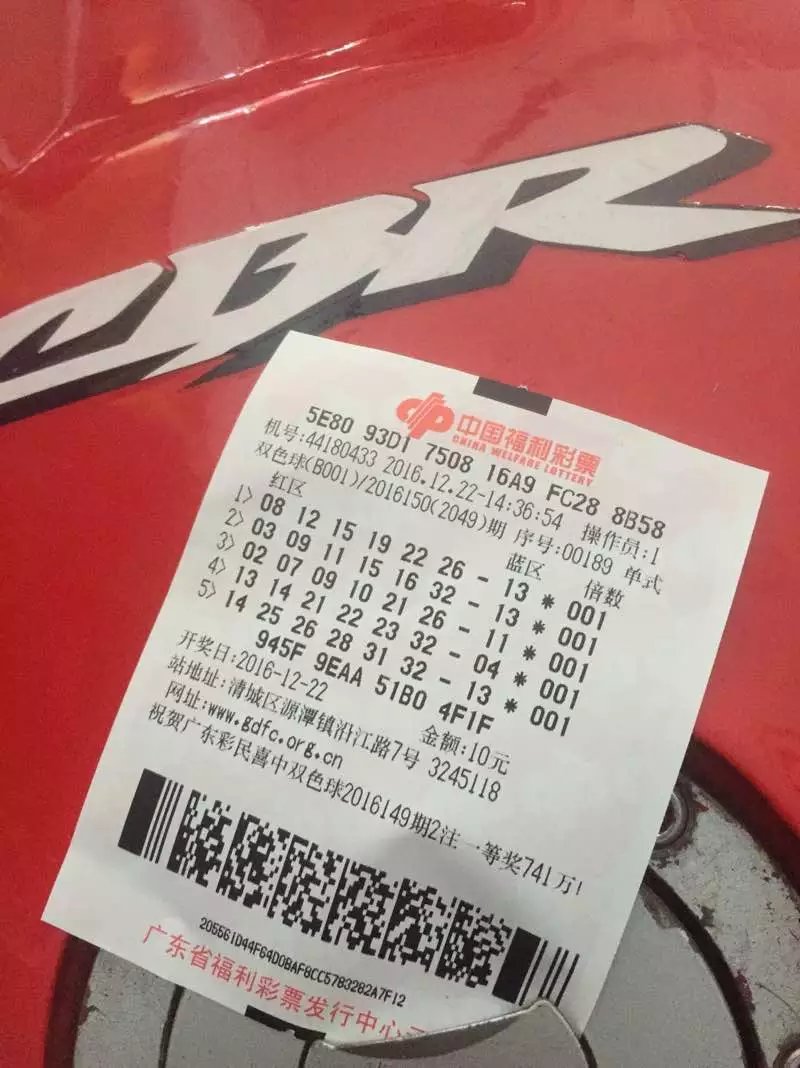 CBR
中国福利彩票
CHINA WELFARE LOTTERY
5E80 93D1 7508 16A9 FC28 8B58
机号:44180433 2016.12.22-14:36:54 操作员:1
双色球(B001)/2016150(2049)期 序号:00189 单式
红区 蓝区 倍数
1> 08 12 15 19 22 26 - 13 * 001
2> 03 09 11 15 16 32 - 13 * 001
3> 02 07 09 10 21 26 - 11 * 001
4> 13 14 21 22 23 32 - 04 * 001
5> 14 25 26 28 31 32 - 13 * 001
945F 9EAA 51B0 4F1F
开奖日:2016-12-22 金额:10元
站地址:清城区源潭镇沿江路7号 3245118
网址:www.gdfc.org.cn
祝贺广东彩民喜中双色球2016149期2注一等奖741万!
205561D44F64D0BAF8CC5783282A7F12
广东省福利彩票发行中心